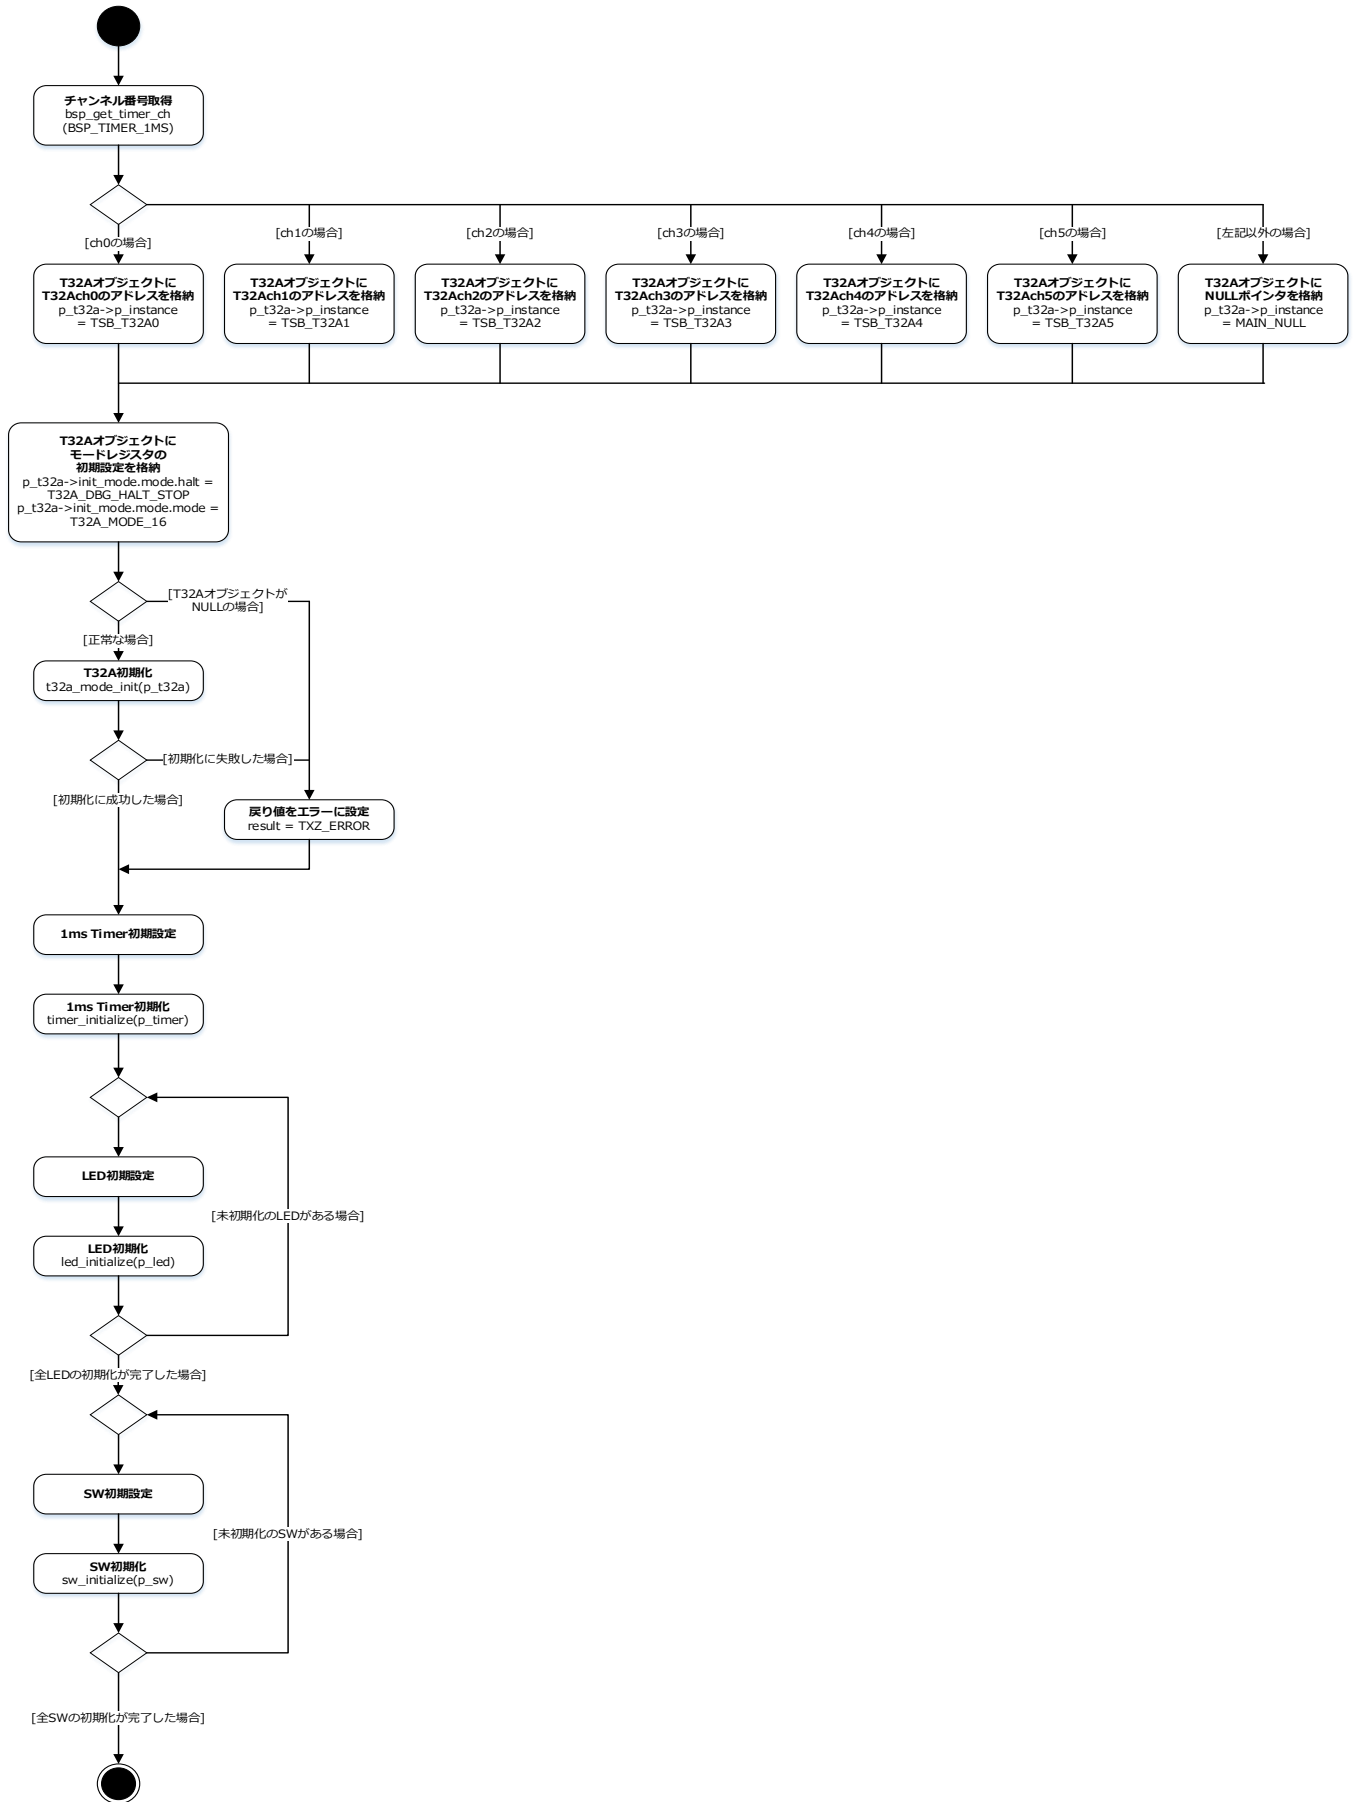 チャンネル番号取得
bsp_get_timer_ch
(BSP_TIMER_1MS)
[ch0の場合]
[ch1の場合]
[ch2の場合]
[ch3の場合]
[ch4の場合]
[ch5の場合]
[左記以外の場合]
T32Aオブジェクトに
T32Ach0のアドレスを格納
p_t32a->p_instance
= TSB_T32A0
T32Aオブジェクトに
T32Ach1のアドレスを格納
p_t32a->p_instance
= TSB_T32A1
T32Aオブジェクトに
T32Ach2のアドレスを格納
p_t32a->p_instance
= TSB_T32A2
T32Aオブジェクトに
T32Ach3のアドレスを格納
p_t32a->p_instance
= TSB_T32A3
T32Aオブジェクトに
T32Ach4のアドレスを格納
p_t32a->p_instance
= TSB_T32A4
T32Aオブジェクトに
T32Ach5のアドレスを格納
p_t32a->p_instance
= TSB_T32A5
T32Aオブジェクトに
NULLポインタを格納
p_t32a->p_instance
= MAIN_NULL
T32Aオブジェクトに
モードレジスタの
初期設定を格納
p_t32a->init_mode.mode.halt =
T32A_DBG_HALT_STOP
p_t32a->init_mode.mode.mode =
T32A_MODE_16
[T32Aオブジェクトが
NULLの場合]
[正常な場合]
T32A初期化
t32a_mode_init(p_t32a)
[初期化に失敗した場合]
[初期化に成功した場合]
戻り値をエラーに設定
result = TXZ_ERROR
1ms Timer初期設定
1ms Timer初期化
timer_initialize(p_timer)
LED初期設定
[未初期化のLEDがある場合]
LED初期化
led_initialize(p_led)
[全LEDの初期化が完了した場合]
SW初期設定
[未初期化のSWがある場合]
SW初期化
sw_initialize(p_sw)
[全SWの初期化が完了した場合]